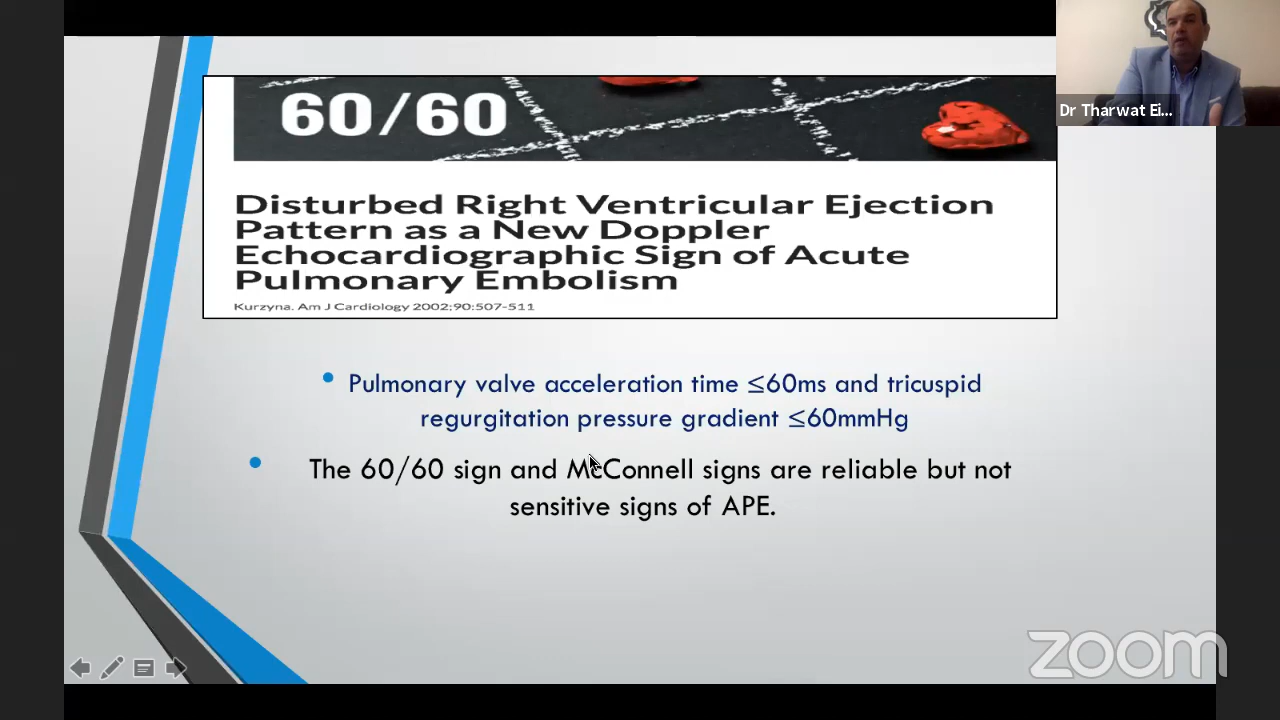 60/60
Dr Tharwat Ei...
Disturbed Right Ventricular Ejection
Pattern as a New Doppler
Echocardiographic Sign of Acute
Pulmonary Embolism
Kurzyna. Am J Cardiology 2002;90:507-511
• Pulmonary valve acceleration time ≤60ms and tricuspid
regurgitation pressure gradient ≤60mmHg
• The 60/60 sign and McConnell signs are reliable but not
sensitive signs of APE.
zoom